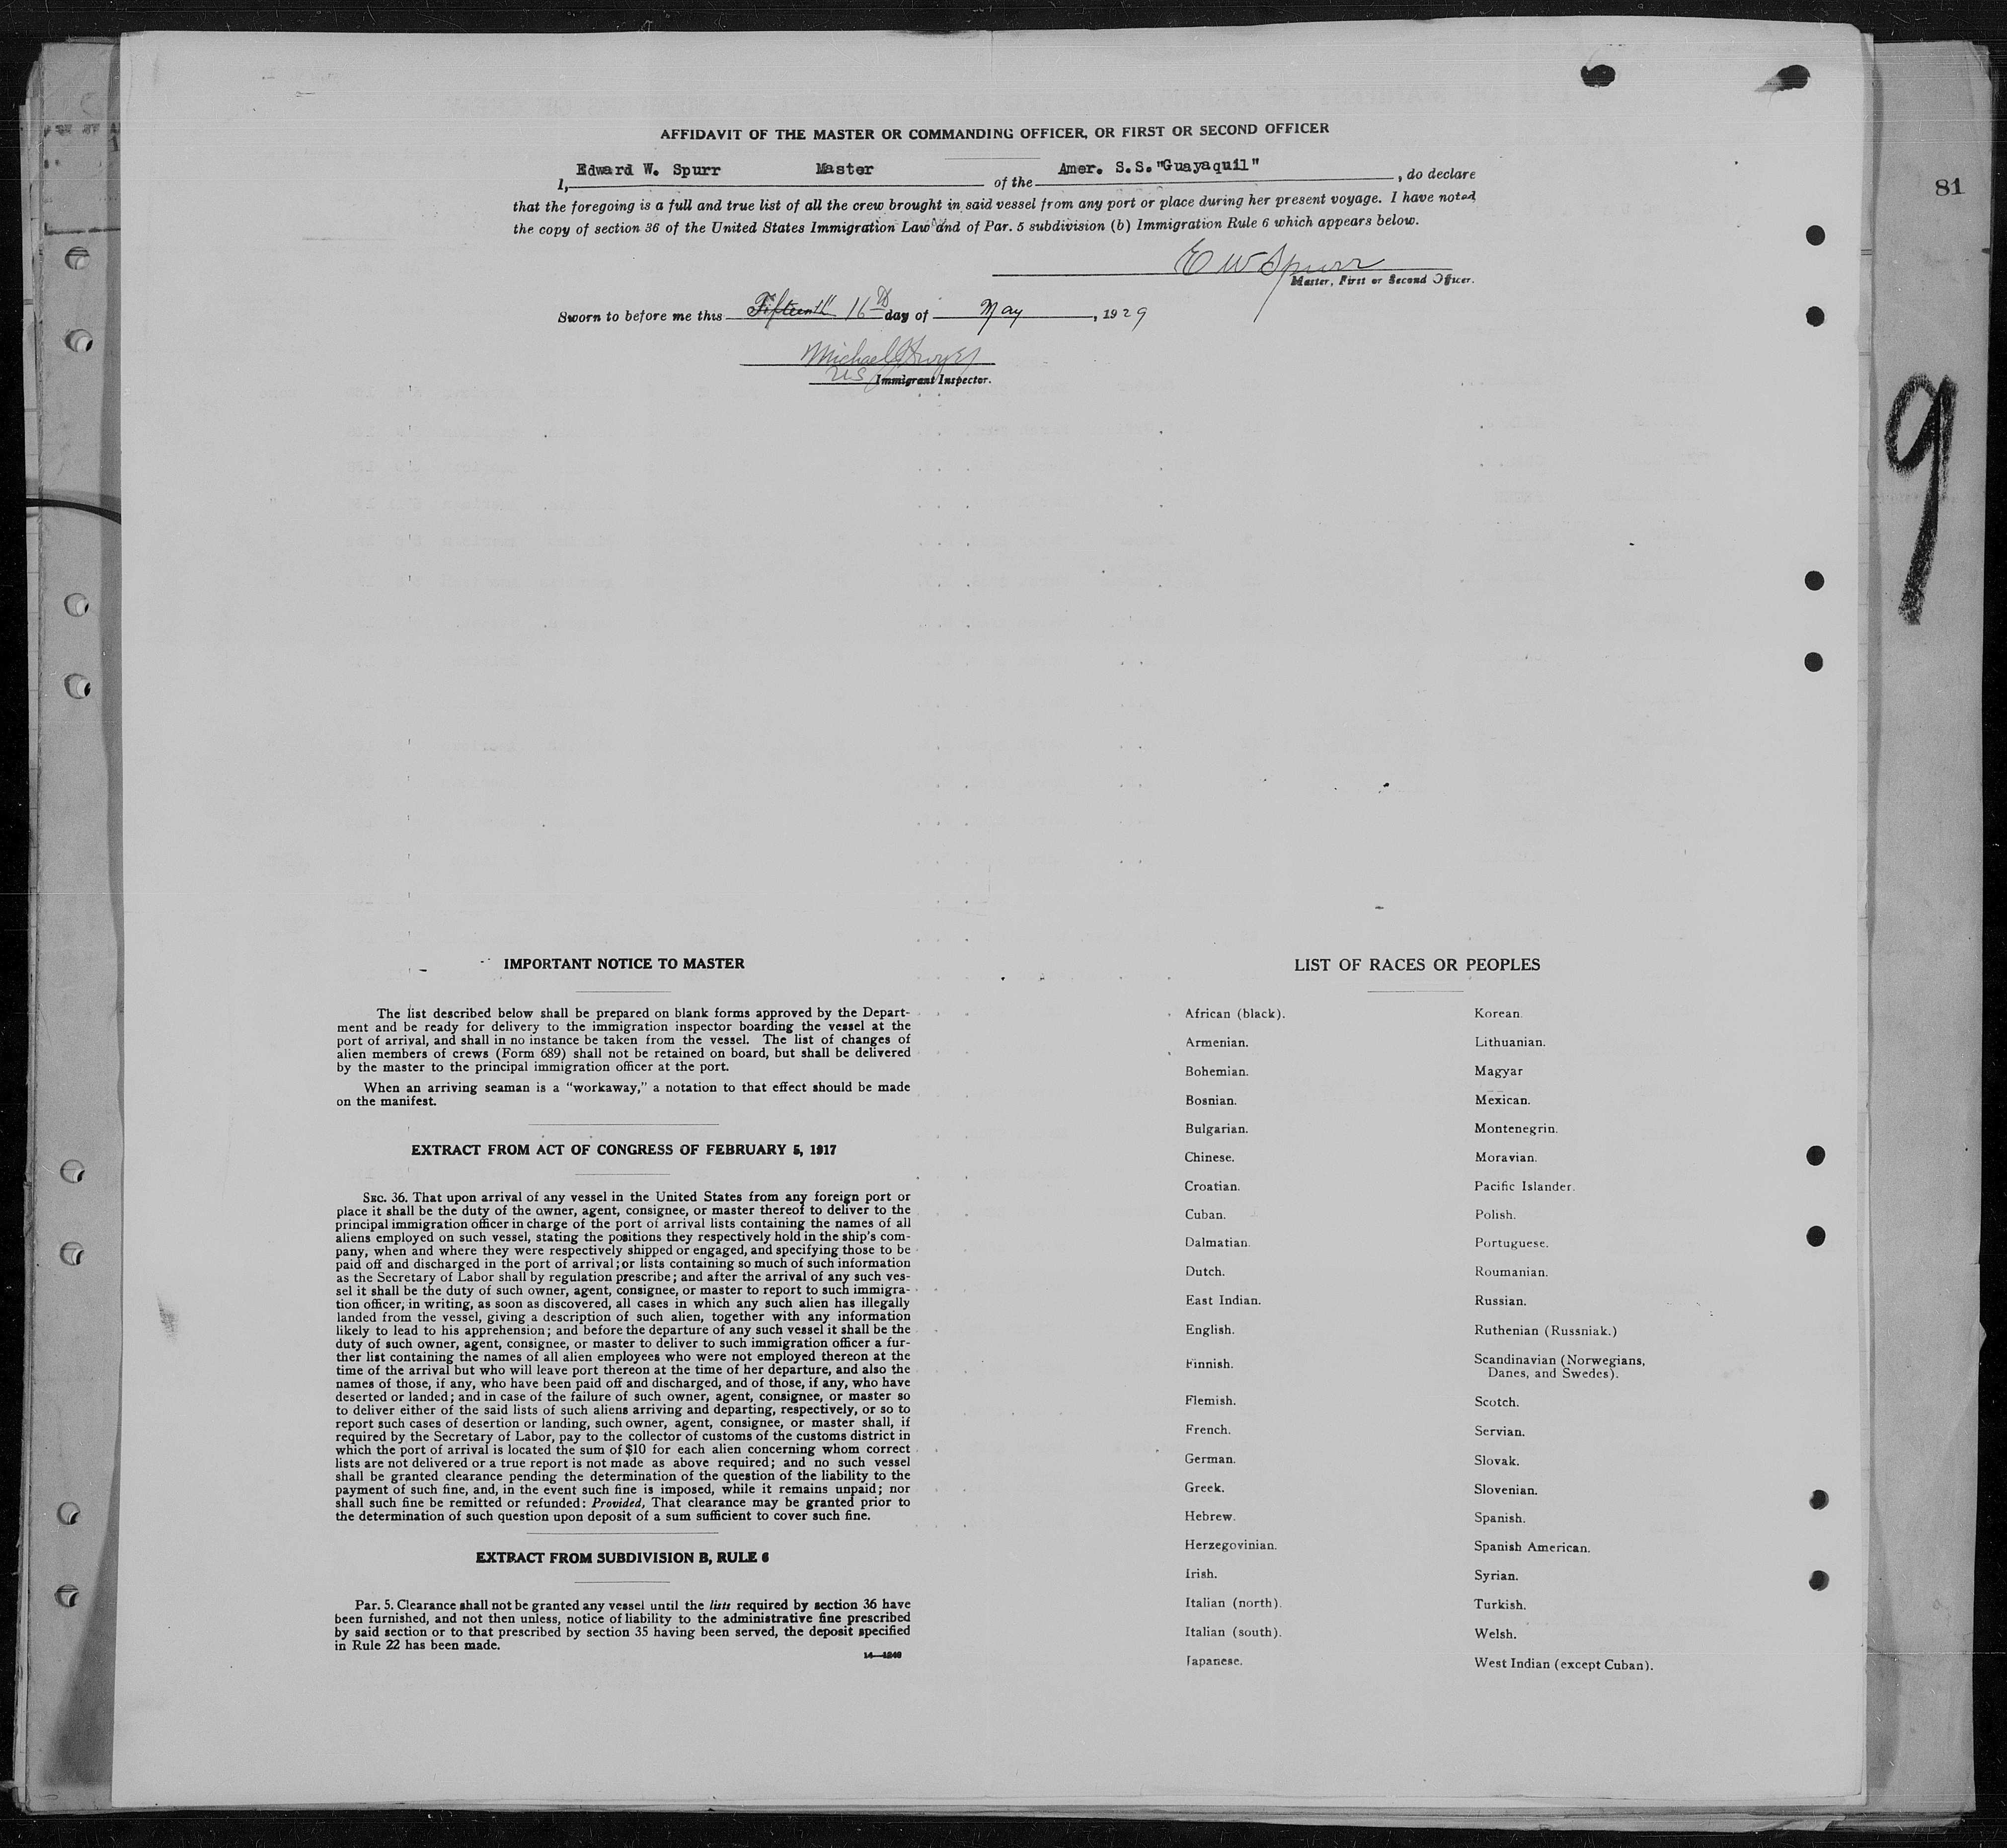 AFFIDAVIT OF THE MASTER OR COMMANDING OFFICER, OR FIRST OR SECOND OFFICER
I, Edward W. Spurr Master of the Amer. S.S. "Guayaquil", do declare
that the foregoing is a full and true list of all the crew brought in said vessel from any port or place during her present voyage. I have noted
the copy of section 36 of the United States Immigration Law and of Par. 5 subdivision (b) Immigration Rule 6 which appears below.
E W Spurr
Master, First or Second Officer.
Sworn to before me this Fifteenth 16th day of May, 1929
Michael
US Immigrant Inspector.
81
9
IMPORTANT NOTICE TO MASTER
The list described below shall be prepared on blank forms approved by the Depart-
ment and be ready for delivery to the immigration inspector boarding the vessel at the
port of arrival, and shall in no instance be taken from the vessel. The list of changes of
alien members of crews (Form 689) shall not be retained on board, but shall be delivered
by the master to the principal immigration officer at the port.
When an arriving seaman is a "workaway," a notation to that effect should be made
on the manifest.
EXTRACT FROM ACT OF CONGRESS OF FEBRUARY 5, 1917
SEC. 36. That upon arrival of any vessel in the United States from any foreign port or
place it shall be the duty of the owner, agent, consignee, or master thereof to deliver to the
principal immigration officer in charge of the port of arrival lists containing the names of all
aliens employed on such vessel, stating the positions they respectively hold in the ship's com-
pany, when and where they were respectively shipped or engaged, and specifying those to be
paid off and discharged in the port of arrival; or lists containing so much of such information
as the Secretary of Labor shall by regulation prescribe; and after the arrival of any such ves-
sel it shall be the duty of such owner, agent, consignee, or master to report to such immigra-
tion officer, in writing, as soon as discovered, all cases in which any such alien has illegally
landed from the vessel, giving a description of such alien, together with any information
likely to lead to his apprehension; and before the departure of any such vessel it shall be the
duty of such owner, agent, consignee, or master to deliver to such immigration officer a fur-
ther list containing the names of all alien employees who were not employed thereon at the
time of the arrival but who will leave port thereon at the time of her departure, and also the
names of those, if any, who have been paid off and discharged, and of those, if any, who have
deserted or landed; and in case of the failure of such owner, agent, consignee, or master so
to deliver either of the said lists of such aliens arriving and departing, respectively, or so to
report such cases of desertion or landing, such owner, agent, consignee, or master shall, if
required by the Secretary of Labor, pay to the collector of customs of the customs district in
which the port of arrival is located the sum of $10 for each alien concerning whom correct
lists are not delivered or a true report is not made as above required; and no such vessel
shall be granted clearance pending the determination of the question of the liability to the
payment of such fine, and, in the event such fine is imposed, while it remains unpaid; nor
shall such fine be remitted or refunded: Provided, That clearance may be granted prior to
the determination of such question upon deposit of a sum sufficient to cover such fine.
EXTRACT FROM SUBDIVISION B, RULE 6
Par. 5. Clearance shall not be granted any vessel until the lists required by section 36 have
been furnished, and not then unless, notice of liability to the administrative fine prescribed
by said section or to that prescribed by section 35 having been served, the deposit specified
in Rule 22 has been made.
14—1240
LIST OF RACES OR PEOPLES
African (black).
Armenian.
Bohemian.
Bosnian.
Bulgarian.
Chinese.
Croatian.
Cuban.
Dalmatian.
Dutch.
East Indian.
English.
Finnish.
Flemish.
French.
German.
Greek.
Hebrew.
Herzegovinian.
Irish.
Italian (north).
Italian (south).
Japanese.
Korean.
Lithuanian.
Magyar
Mexican.
Montenegrin.
Moravian.
Pacific Islander.
Polish.
Portuguese.
Roumanian.
Russian.
Ruthenian (Russniak.)
Scandinavian (Norwegians,
Danes, and Swedes).
Scotch.
Servian.
Slovak.
Slovenian.
Spanish.
Spanish American.
Syrian.
Turkish.
Welsh.
West Indian (except Cuban).